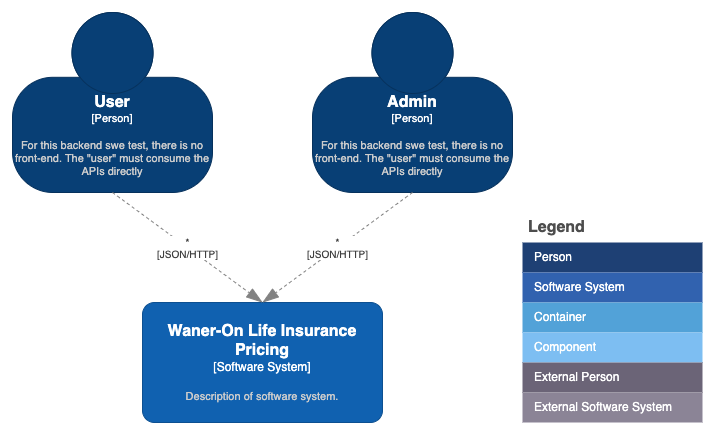 User
[Person]
For this backend swe test, there is no
front-end. The "user" must consume the
APIs directly
Admin
[Person]
For this backend swe test, there is no
front-end. The "user" must consume the
APIs directly
*
[JSON/HTTP]
*
[JSON/HTTP]
Waner-On Life Insurance
Pricing
[Software System]
Description of software system.
Legend
Person
Software System
Container
Component
External Person
External Software System